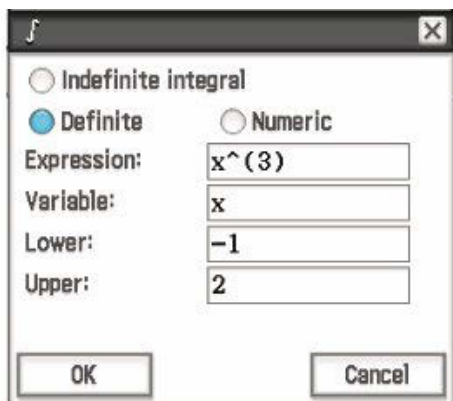 ∫
Indefinite integral
Definite Numeric
Expression: x^(3)
Variable: x
Lower: -1
Upper: 2
OK Cancel